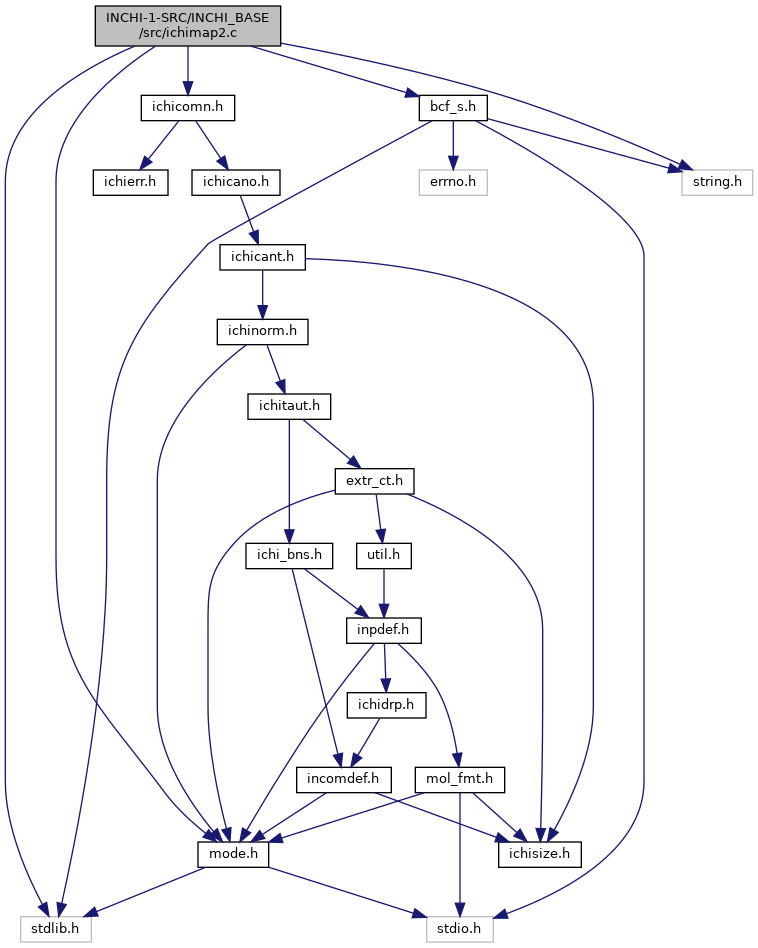 INCHI-1-SRC/INCHI_BASE
/src/ichimap2.c
ichicomn.h
bcf_s.h
ichierr.h
ichicano.h
errno.h
string.h
ichicant.h
ichinorm.h
ichitaut.h
extr_ct.h
ichi_bns.h
util.h
inpdef.h
ichidrp.h
incomdef.h
mol_fmt.h
mode.h
ichisize.h
stdlib.h
stdio.h